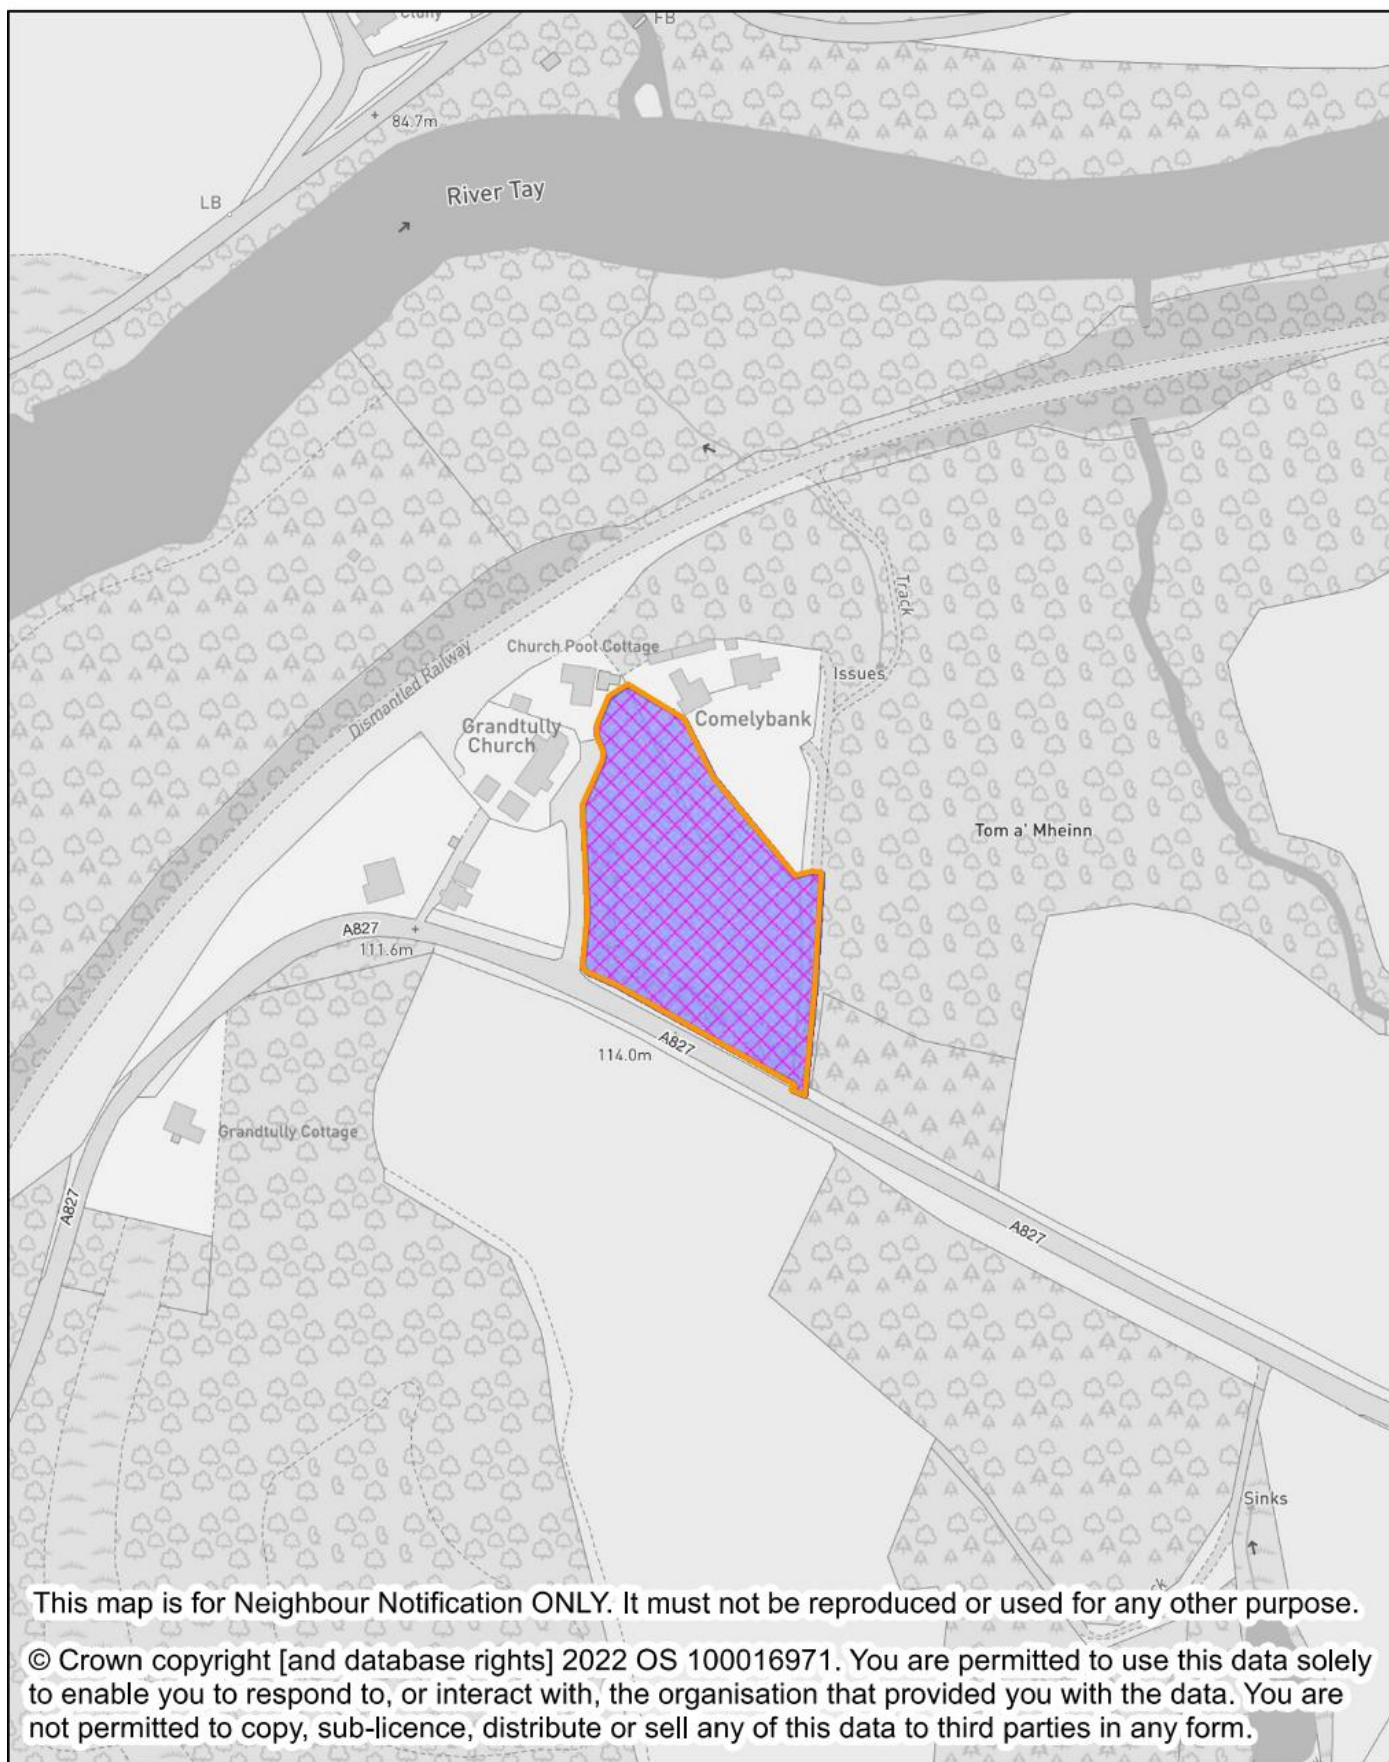 Cluny
FB
84.7m
LB
River Tay
Track
Church Pool Cottage
Issues
Dismantled Railway
Grandtully
Church
Comelybank
Tom a' Mheinn
A827
111.6m
A827
114.0m
Grandtully Cottage
A827
A827
Sinks
This map is for Neighbour Notification ONLY. It must not be reproduced or used for any other purpose.
© Crown copyright [and database rights] 2022 OS 100016971. You are permitted to use this data solely
to enable you to respond to, or interact with, the organisation that provided you with the data. You are
not permitted to copy, sub-licence, distribute or sell any of this data to third parties in any form.